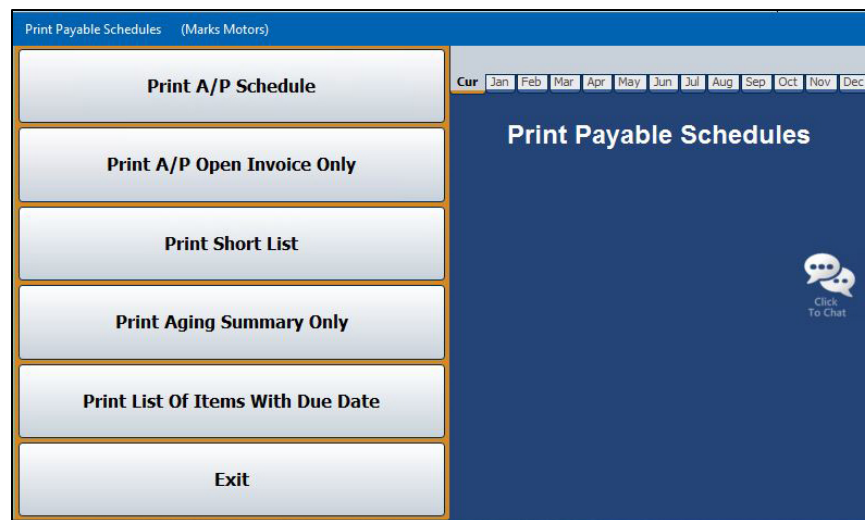 Print Payable Schedules (Marks Motors)
Print A/P Schedule
Print A/P Open Invoice Only
Print Short List
Print Aging Summary Only
Print List Of Items With Due Date
Exit
Cur Jan Feb Mar Apr May Jun Jul Aug Sep Oct Nov Dec
Print Payable Schedules
Click
To Chat